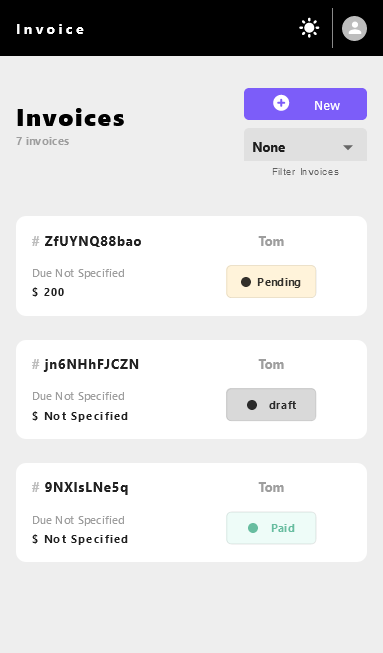 Invoice
Invoices
7 invoices
New
None
Filter Invoices
# ZfUYNQ88bao
Tom
Due Not Specified
$ 200
Pending
# jn6NHhFJCZN
Tom
Due Not Specified
$ Not Specified
draft
# 9NXIsLNe5q
Tom
Due Not Specified
$ Not Specified
Paid